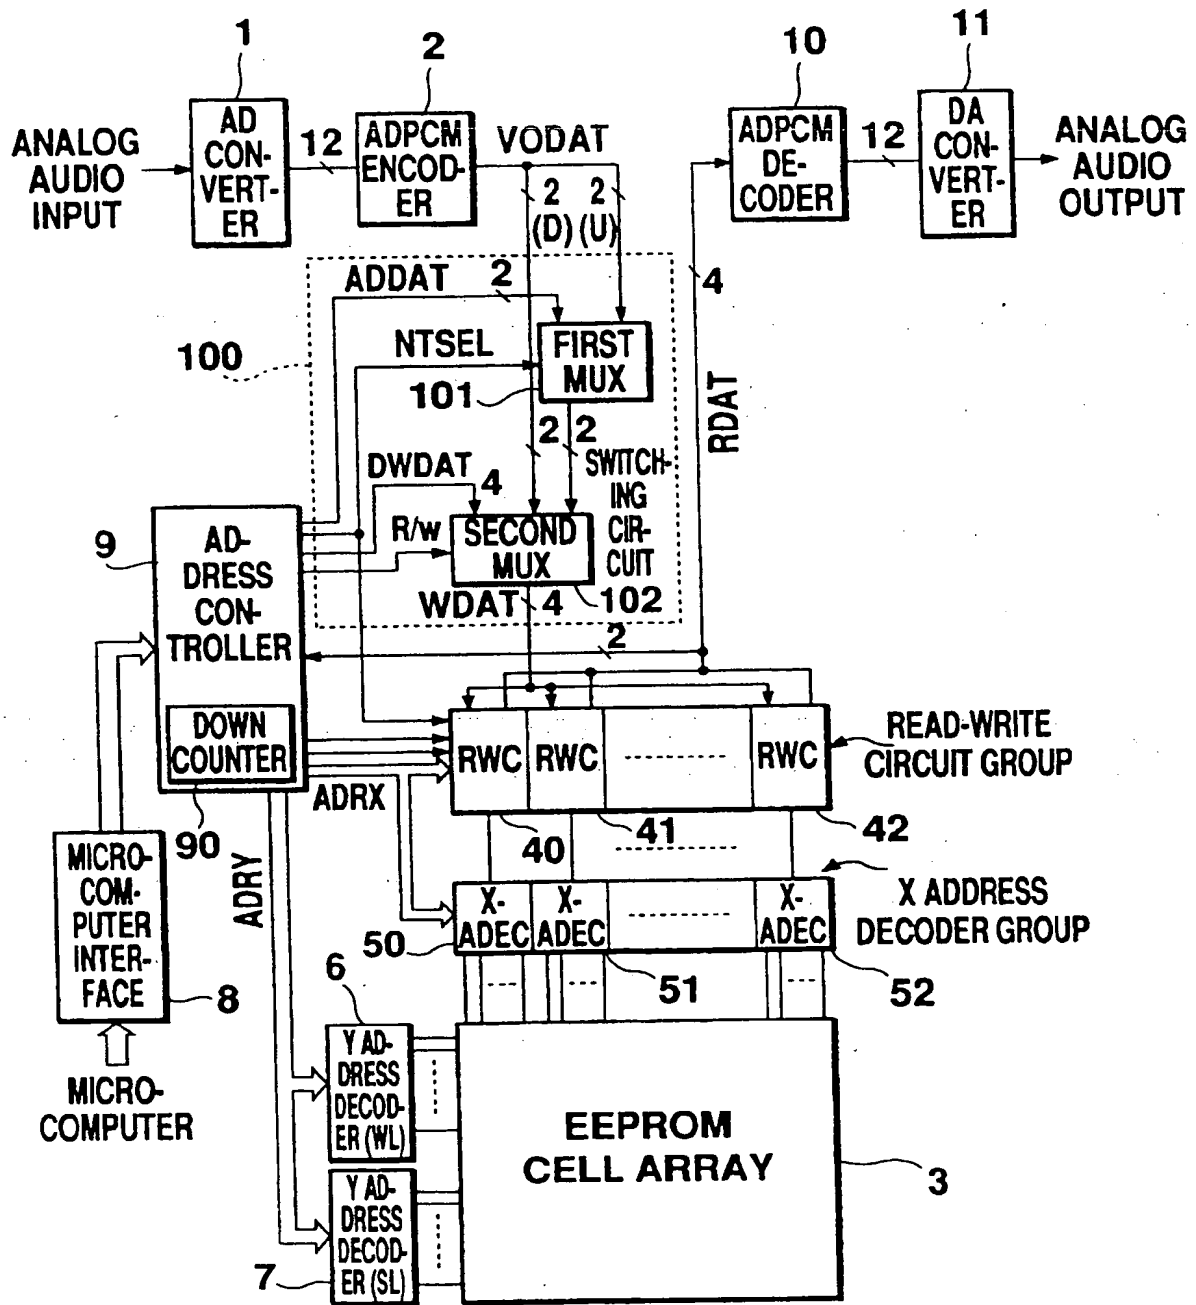 1
2
10
11
ANALOG
AUDIO
INPUT
AD
CON-
VERT-
ER
12
ADPCM
ENCOD-
ER
VODAT
ADPCM
DE-
CODER
12
DA
CON-
VERT-
ER
ANALOG
AUDIO
OUTPUT
2
(D)
2
(U)
4
ADDAT
2
100
NTSEL
FIRST
MUX
101
RDAT
2
2
SWITCH-
ING
CIR-
CUIT
DWDAT
4
R/w
SECOND
MUX
9
AD-
DRESS
CON-
TROLLER
WDAT
4
102
2
DOWN
COUNTER
RWC
RWC
RWC
READ-WRITE
CIRCUIT GROUP
ADRX
90
40
41
42
MICRO-
COM-
PUTER
INTER-
FACE
8
ADRY
X-
ADEC
X-
ADEC
X-
ADEC
X ADDRESS
DECODER GROUP
50
51
52
6
MICRO-
COMPUTER
Y AD-
DRESS
DECOD-
ER (WL)
EEPROM
CELL ARRAY
3
Y AD-
DRESS
DECOD-
ER (SL)
7